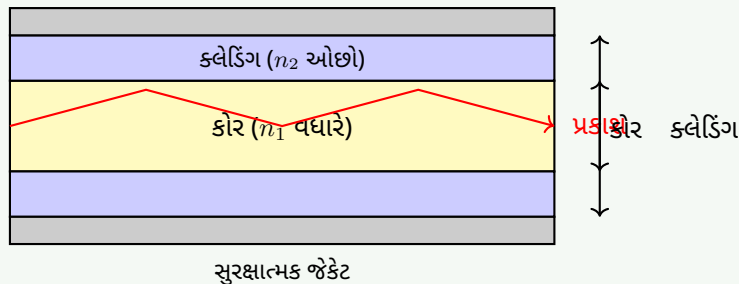 ક્લેડિંગ (n₂ ઓછો)
કોર (n₁ વધારે)
પ્રકાશ
કોર
ક્લેડિંગ
સુરક્ષાત્મક જેકેટ